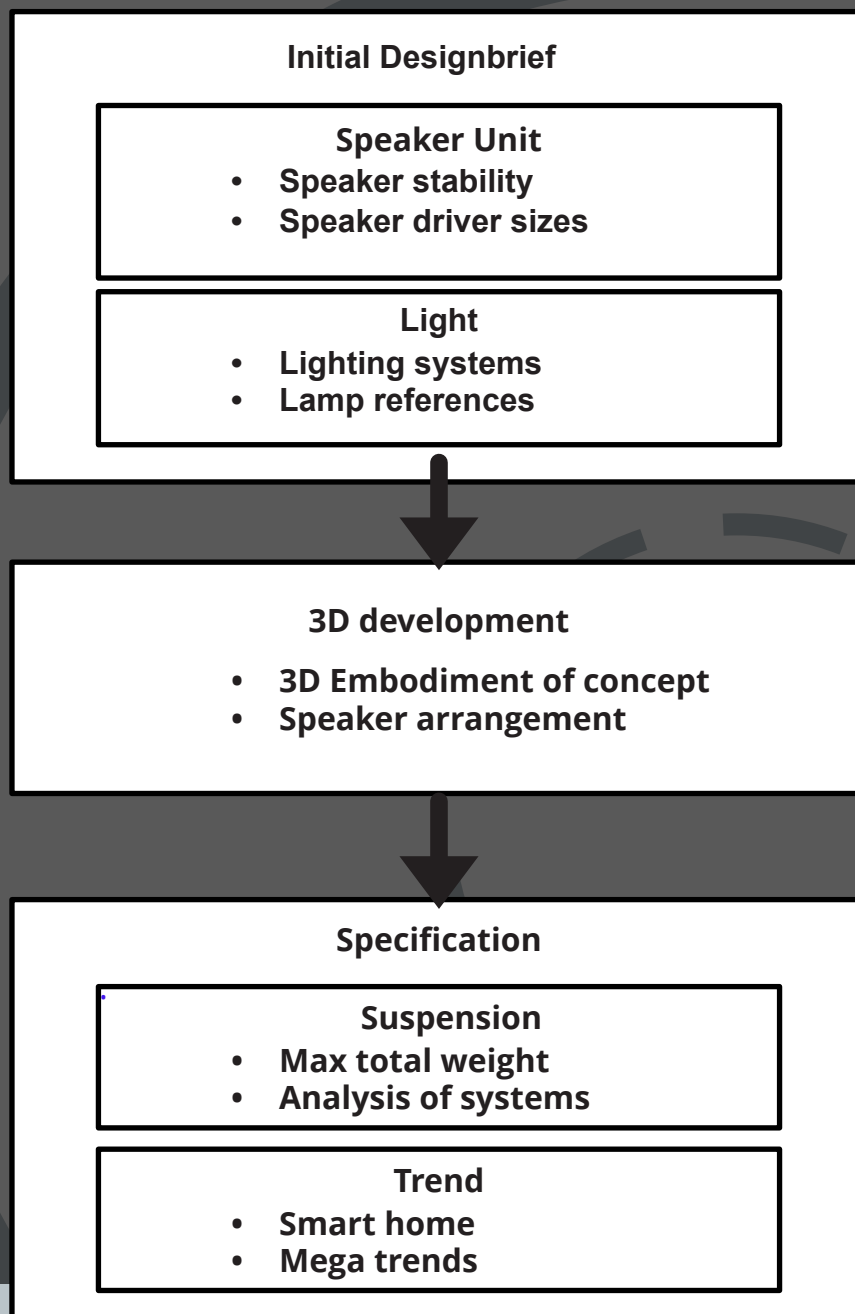 Initial Designbrief
Speaker Unit
• Speaker stability
• Speaker driver sizes
Light
• Lighting systems
• Lamp references
3D development
• 3D Embodiment of concept
• Speaker arrangement
Specification
Suspension
• Max total weight
• Analysis of systems
Trend
• Smart home
• Mega trends